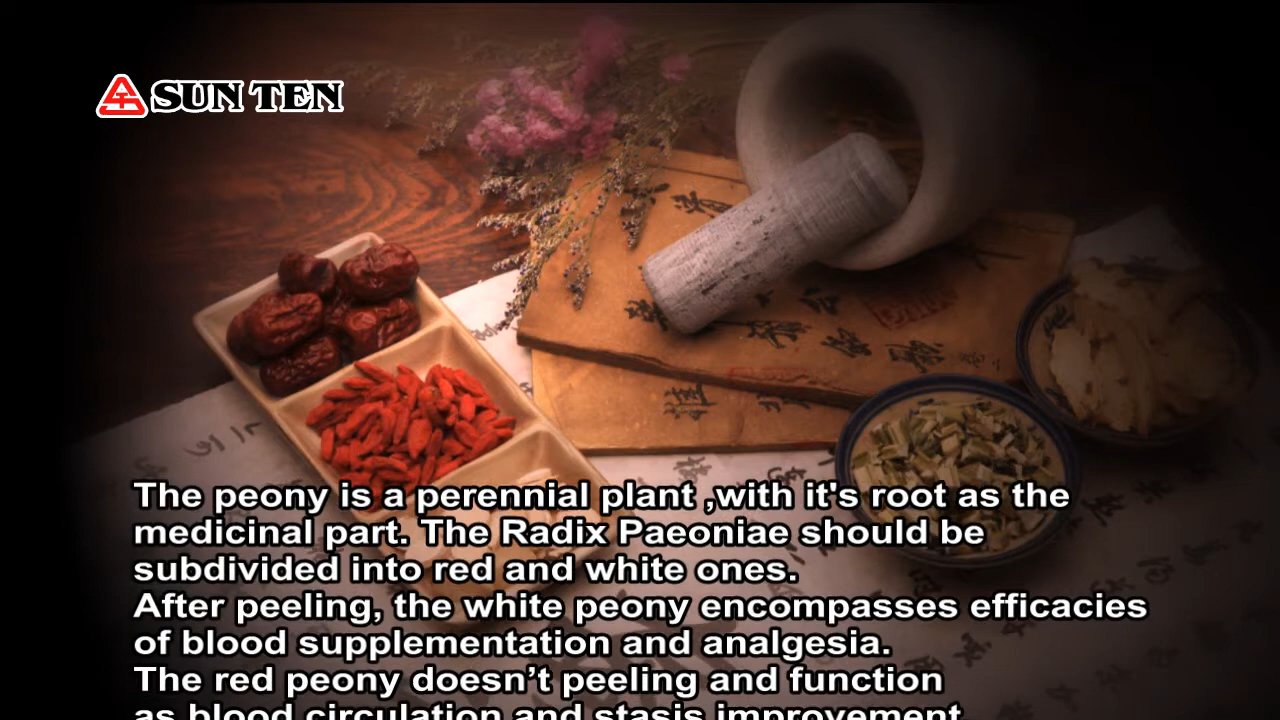 SUN TEN
The peony is a perennial plant ,with it's root as the
medicinal part. The Radix Paeoniae should be
subdivided into red and white ones.
After peeling, the white peony encompasses efficacies
of blood supplementation and analgesia.
The red peony doesn’t peeling and function
as blood circulation and stasis improvement